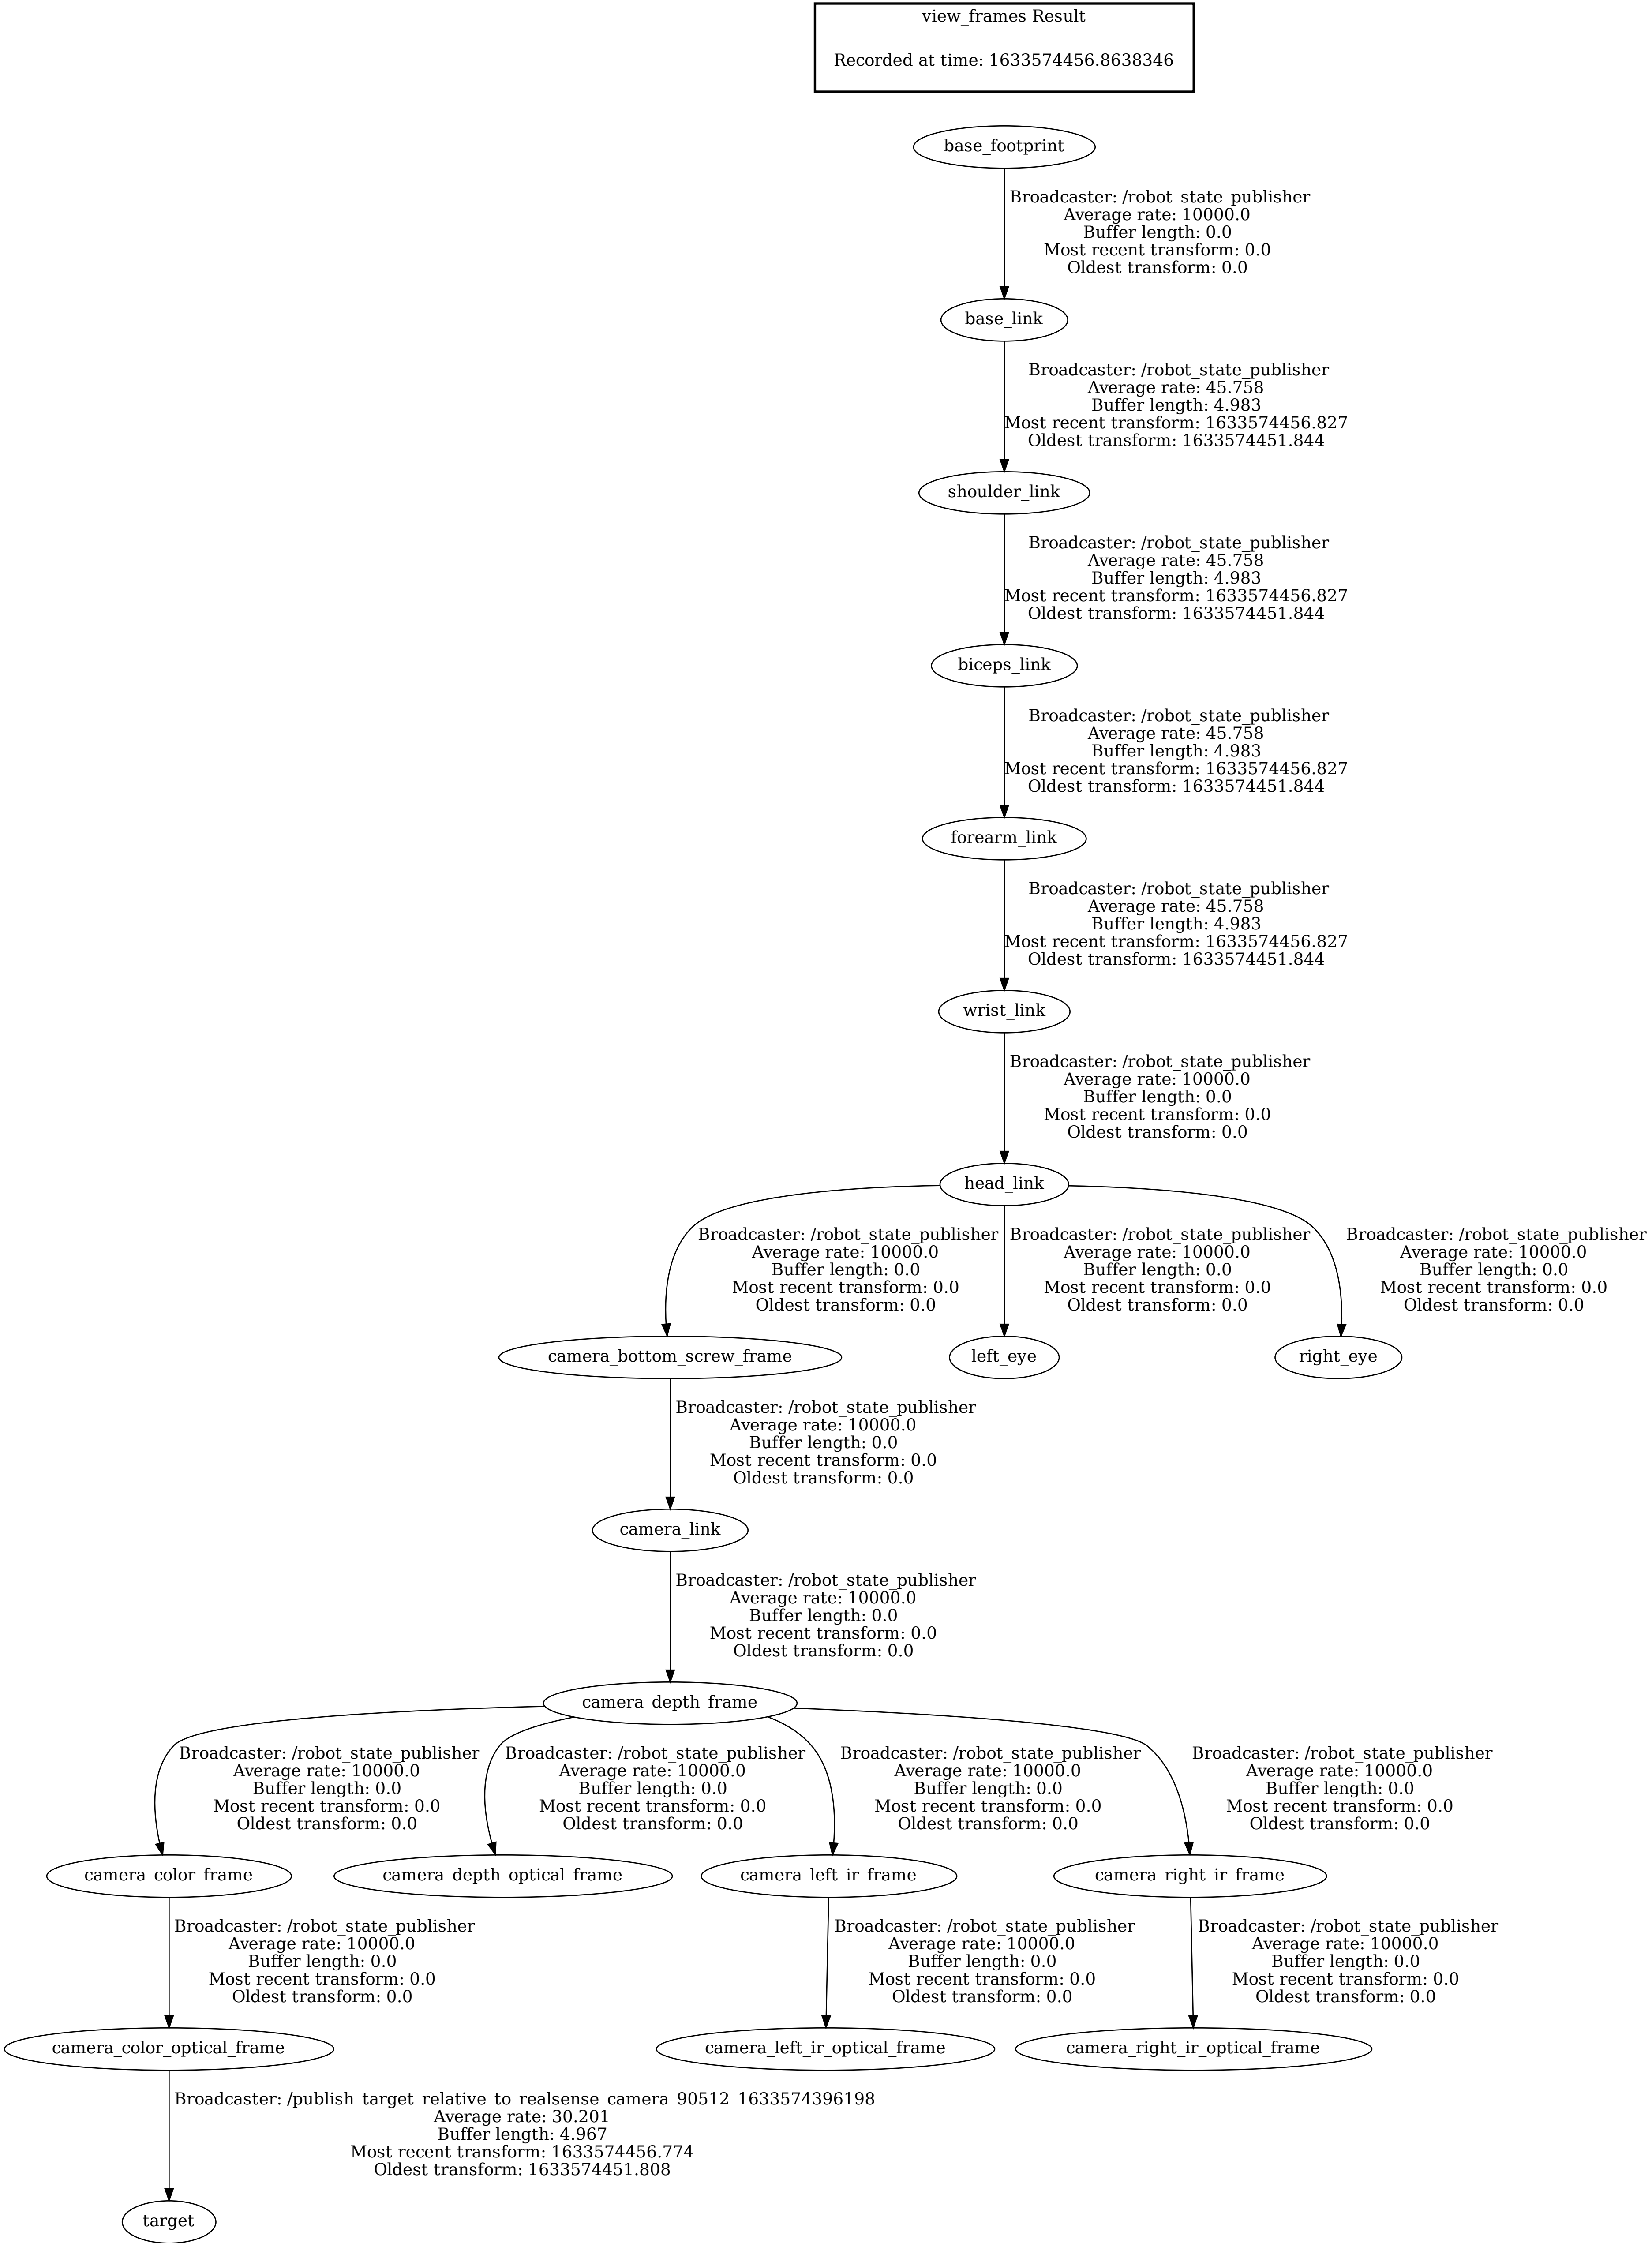 view_frames Result
Recorded at time: 1633574456.8638346
base_footprint
Broadcaster: /robot_state_publisher
Average rate: 10000.0
Buffer length: 0.0
Most recent transform: 0.0
Oldest transform: 0.0
base_link
Broadcaster: /robot_state_publisher
Average rate: 45.758
Buffer length: 4.983
Most recent transform: 1633574456.827
Oldest transform: 1633574451.844
shoulder_link
Broadcaster: /robot_state_publisher
Average rate: 45.758
Buffer length: 4.983
Most recent transform: 1633574456.827
Oldest transform: 1633574451.844
biceps_link
Broadcaster: /robot_state_publisher
Average rate: 45.758
Buffer length: 4.983
Most recent transform: 1633574456.827
Oldest transform: 1633574451.844
forearm_link
Broadcaster: /robot_state_publisher
Average rate: 45.758
Buffer length: 4.983
Most recent transform: 1633574456.827
Oldest transform: 1633574451.844
wrist_link
Broadcaster: /robot_state_publisher
Average rate: 10000.0
Buffer length: 0.0
Most recent transform: 0.0
Oldest transform: 0.0
head_link
Broadcaster: /robot_state_publisher
Average rate: 10000.0
Buffer length: 0.0
Most recent transform: 0.0
Oldest transform: 0.0
Broadcaster: /robot_state_publisher
Average rate: 10000.0
Buffer length: 0.0
Most recent transform: 0.0
Oldest transform: 0.0
Broadcaster: /robot_state_publisher
Average rate: 10000.0
Buffer length: 0.0
Most recent transform: 0.0
Oldest transform: 0.0
camera_bottom_screw_frame
left_eye
right_eye
Broadcaster: /robot_state_publisher
Average rate: 10000.0
Buffer length: 0.0
Most recent transform: 0.0
Oldest transform: 0.0
camera_link
Broadcaster: /robot_state_publisher
Average rate: 10000.0
Buffer length: 0.0
Most recent transform: 0.0
Oldest transform: 0.0
camera_depth_frame
Broadcaster: /robot_state_publisher
Average rate: 10000.0
Buffer length: 0.0
Most recent transform: 0.0
Oldest transform: 0.0
Broadcaster: /robot_state_publisher
Average rate: 10000.0
Buffer length: 0.0
Most recent transform: 0.0
Oldest transform: 0.0
Broadcaster: /robot_state_publisher
Average rate: 10000.0
Buffer length: 0.0
Most recent transform: 0.0
Oldest transform: 0.0
Broadcaster: /robot_state_publisher
Average rate: 10000.0
Buffer length: 0.0
Most recent transform: 0.0
Oldest transform: 0.0
camera_color_frame
camera_depth_optical_frame
camera_left_ir_frame
camera_right_ir_frame
Broadcaster: /robot_state_publisher
Average rate: 10000.0
Buffer length: 0.0
Most recent transform: 0.0
Oldest transform: 0.0
Broadcaster: /robot_state_publisher
Average rate: 10000.0
Buffer length: 0.0
Most recent transform: 0.0
Oldest transform: 0.0
Broadcaster: /robot_state_publisher
Average rate: 10000.0
Buffer length: 0.0
Most recent transform: 0.0
Oldest transform: 0.0
camera_color_optical_frame
camera_left_ir_optical_frame
camera_right_ir_optical_frame
Broadcaster: /publish_target_relative_to_realsense_camera_90512_1633574396198
Average rate: 30.201
Buffer length: 4.967
Most recent transform: 1633574456.774
Oldest transform: 1633574451.808
target